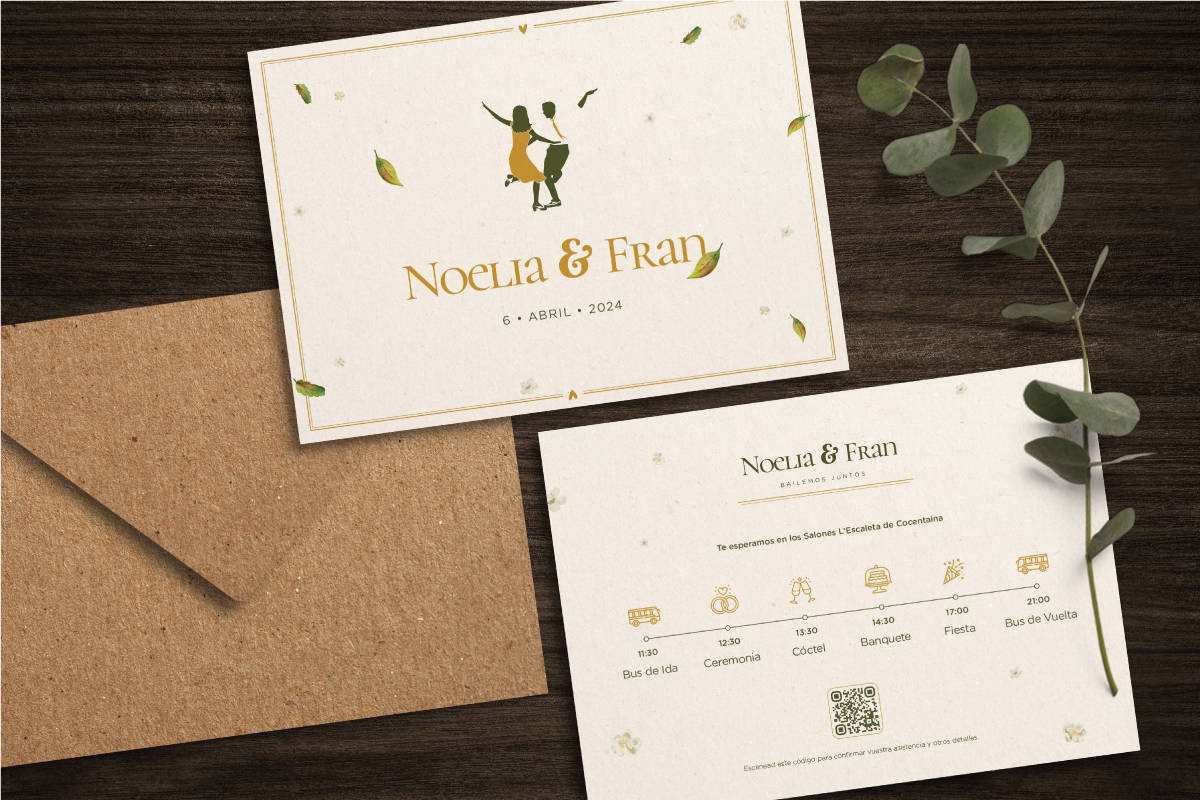 Noelia & Fran
6 • ABRIL • 2024
Noelia & Fran
BAILEMOS JUNTOS
Te esperamos en los Salones L'Escaleta de Cocentaina
11:30
Bus de Ida
12:30
Ceremonia
13:30
Cóctel
14:30
Banquete
17:00
Fiesta
21:00
Bus de Vuelta
Escanead este código para confirmar vuestra asistencia y otros detalles.